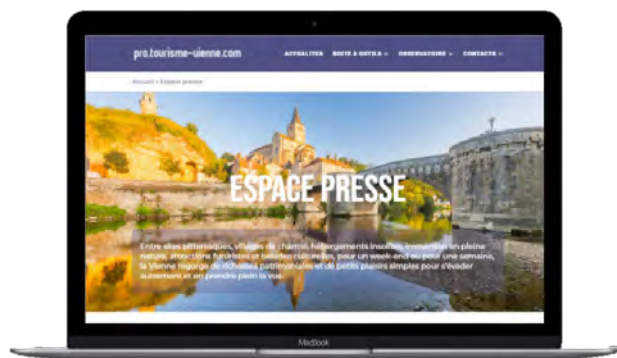 pro.tourisme-vienne.com
ACTUALITÉS BOITE À OUTILS OBSERVATOIRE CONTACTS
Accueil » Espace presse
ESPACE PRESSE
Entre sites pittoresques, villages de charme, hébergements insolites, immersion en pleine
nature, attractions futuristes et balades culturelles, pour un week-end ou pour une semaine,
la Vienne regorge de richesses patrimoniales et de petits plaisirs simples pour s'évader
autrement et en prendre plein la vue.
MacBook